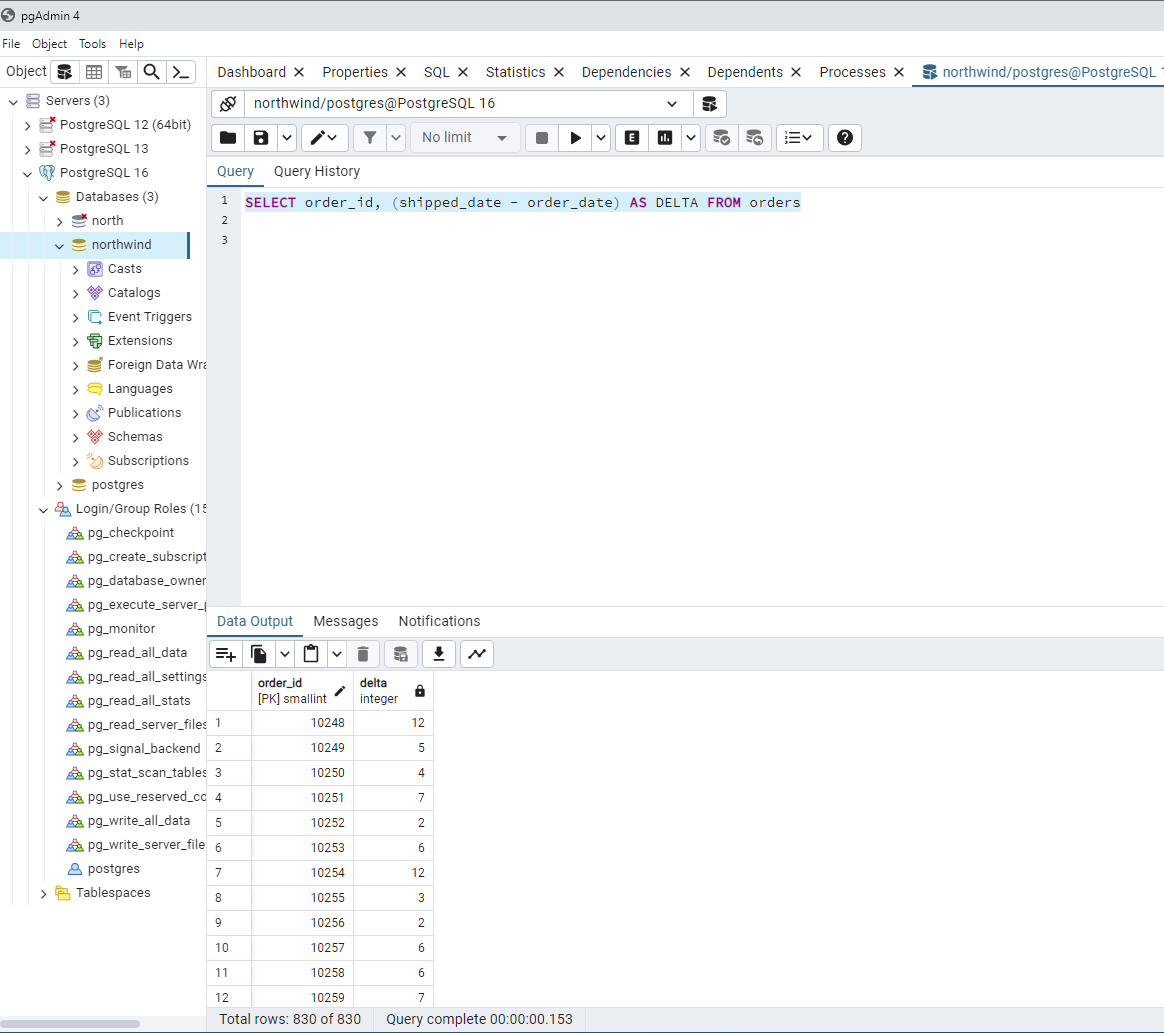 pgAdmin 4
File Object Tools Help
Object
Dashboard Properties SQL Statistics Dependencies Dependents Processes northwind/postgres@PostgreSQL 1
Servers (3)
PostgreSQL 12 (64bit)
PostgreSQL 13
PostgreSQL 16
Databases (3)
north
northwind
Casts
Catalogs
Event Triggers
Extensions
Foreign Data Wra
Languages
Publications
Schemas
Subscriptions
postgres
Login/Group Roles (15
pg_checkpoint
pg_create_subscript
pg_database_owner
pg_execute_server_p
pg_monitor
pg_read_all_data
pg_read_all_settings
pg_read_all_stats
pg_read_server_files
pg_signal_backend
pg_stat_scan_tables
pg_use_reserved_co
pg_write_all_data
pg_write_server_file
postgres
Tablespaces
northwind/postgres@PostgreSQL 16
No limit E
Query Query History
1 SELECT order_id, (shipped_date - order_date) AS DELTA FROM orders
2
3
Data Output Messages Notifications
order_id delta
[PK] smallint integer
1 10248 12
2 10249 5
3 10250 4
4 10251 7
5 10252 2
6 10253 6
7 10254 12
8 10255 3
9 10256 2
10 10257 6
11 10258 6
12 10259 7
Total rows: 830 of 830 Query complete 00:00:00.153